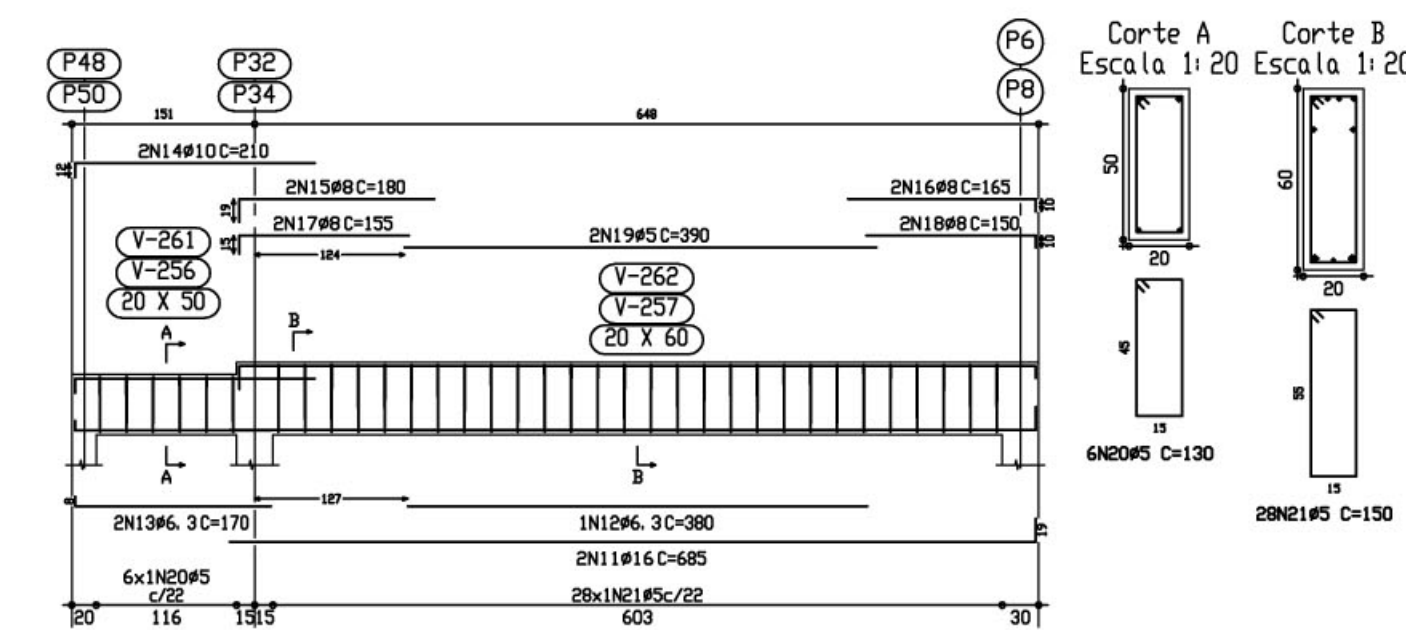 P48
P50
P32
P34
P6
P8
Corte A
Escala 1:20
Corte B
Escala 1:20
151
648
2N14ø10 C=210
12
2N15ø8 C=180
19
2N16ø8 C=165
10
2N17ø8 C=155
15
2N18ø8 C=150
10
124
2N19ø5 C=390
V-261
V-256
20 X 50
V-262
V-257
20 X 60
A
B
A
B
8
127
2N13ø6.3 C=170
1N12ø6.3 C=380
19
2N11ø16 C=685
6x1N20ø5
c/22
28x1N21ø5c/22
20
116
15
15
603
30
50
20
45
15
6N20ø5 C=130
60
20
55
15
28N21ø5 C=150